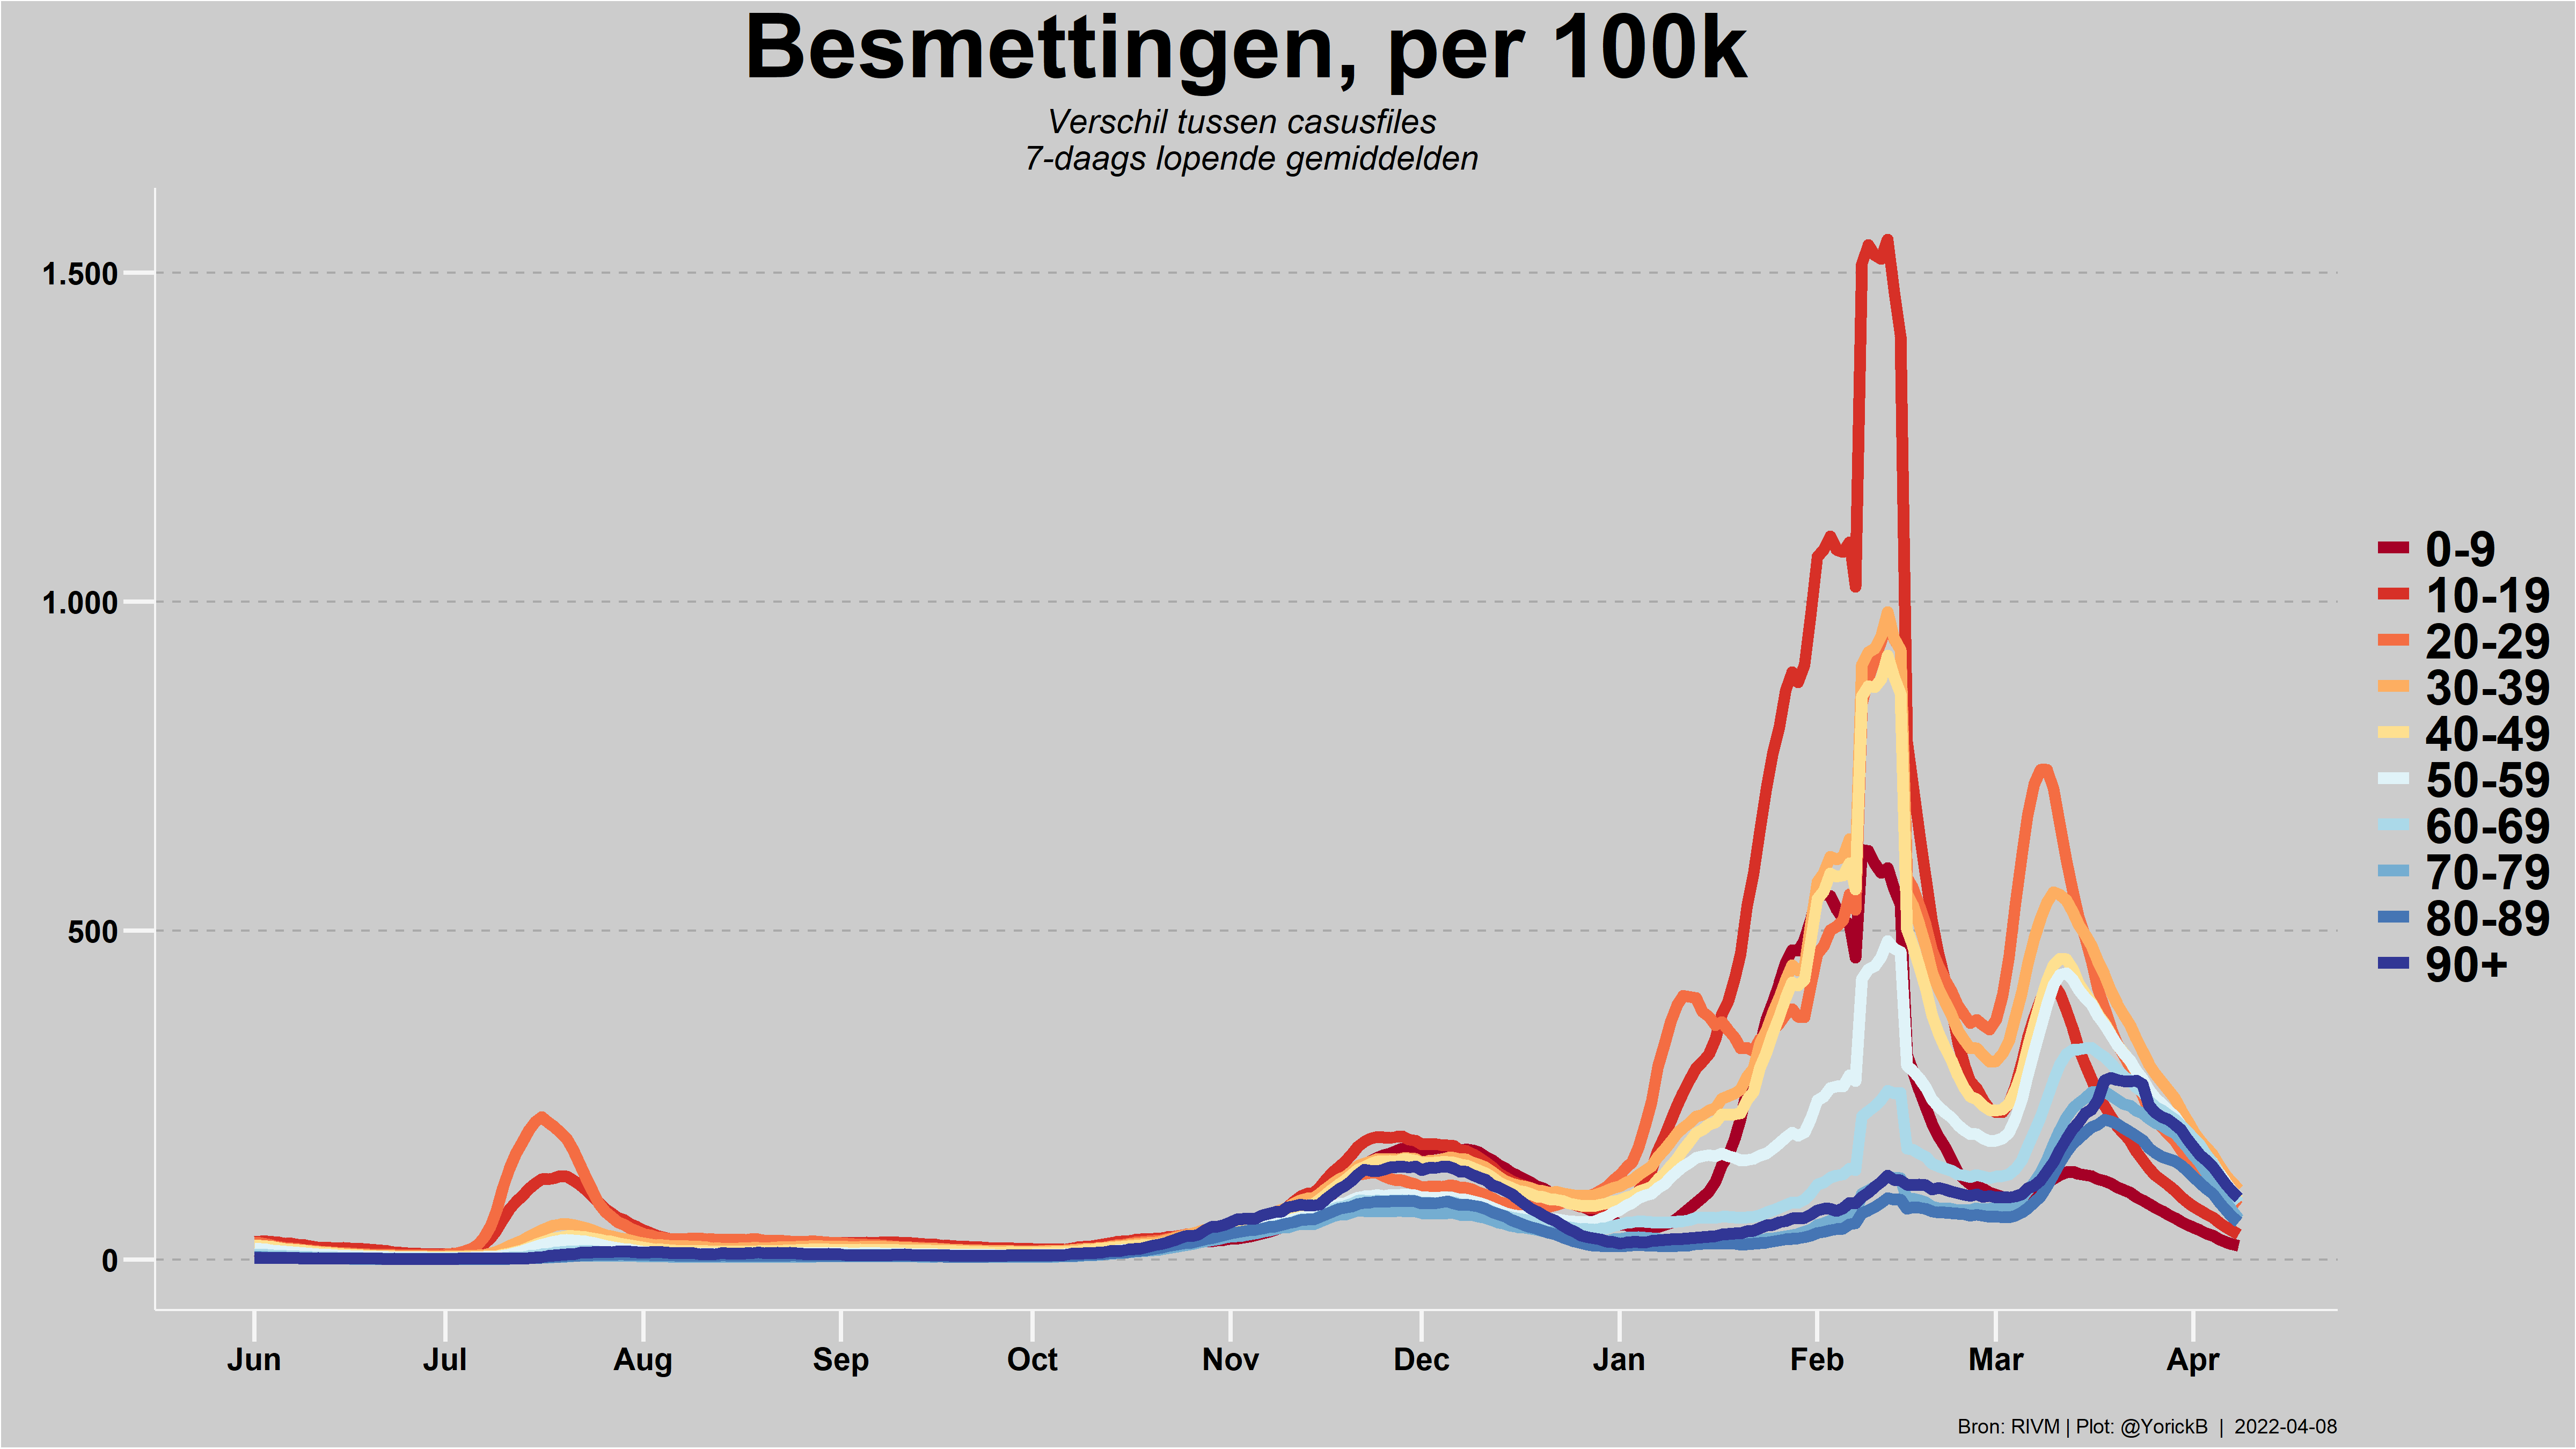 Besmettingen, per 100k
Verschil tussen casusfiles
7-daags lopende gemiddelden
1.500
1.000
500
0
Jun Jul Aug Sep Oct Nov Dec Jan Feb Mar Apr
0-9
10-19
20-29
30-39
40-49
50-59
60-69
70-79
80-89
90+
Bron: RIVM | Plot: @YorickB | 2022-04-08